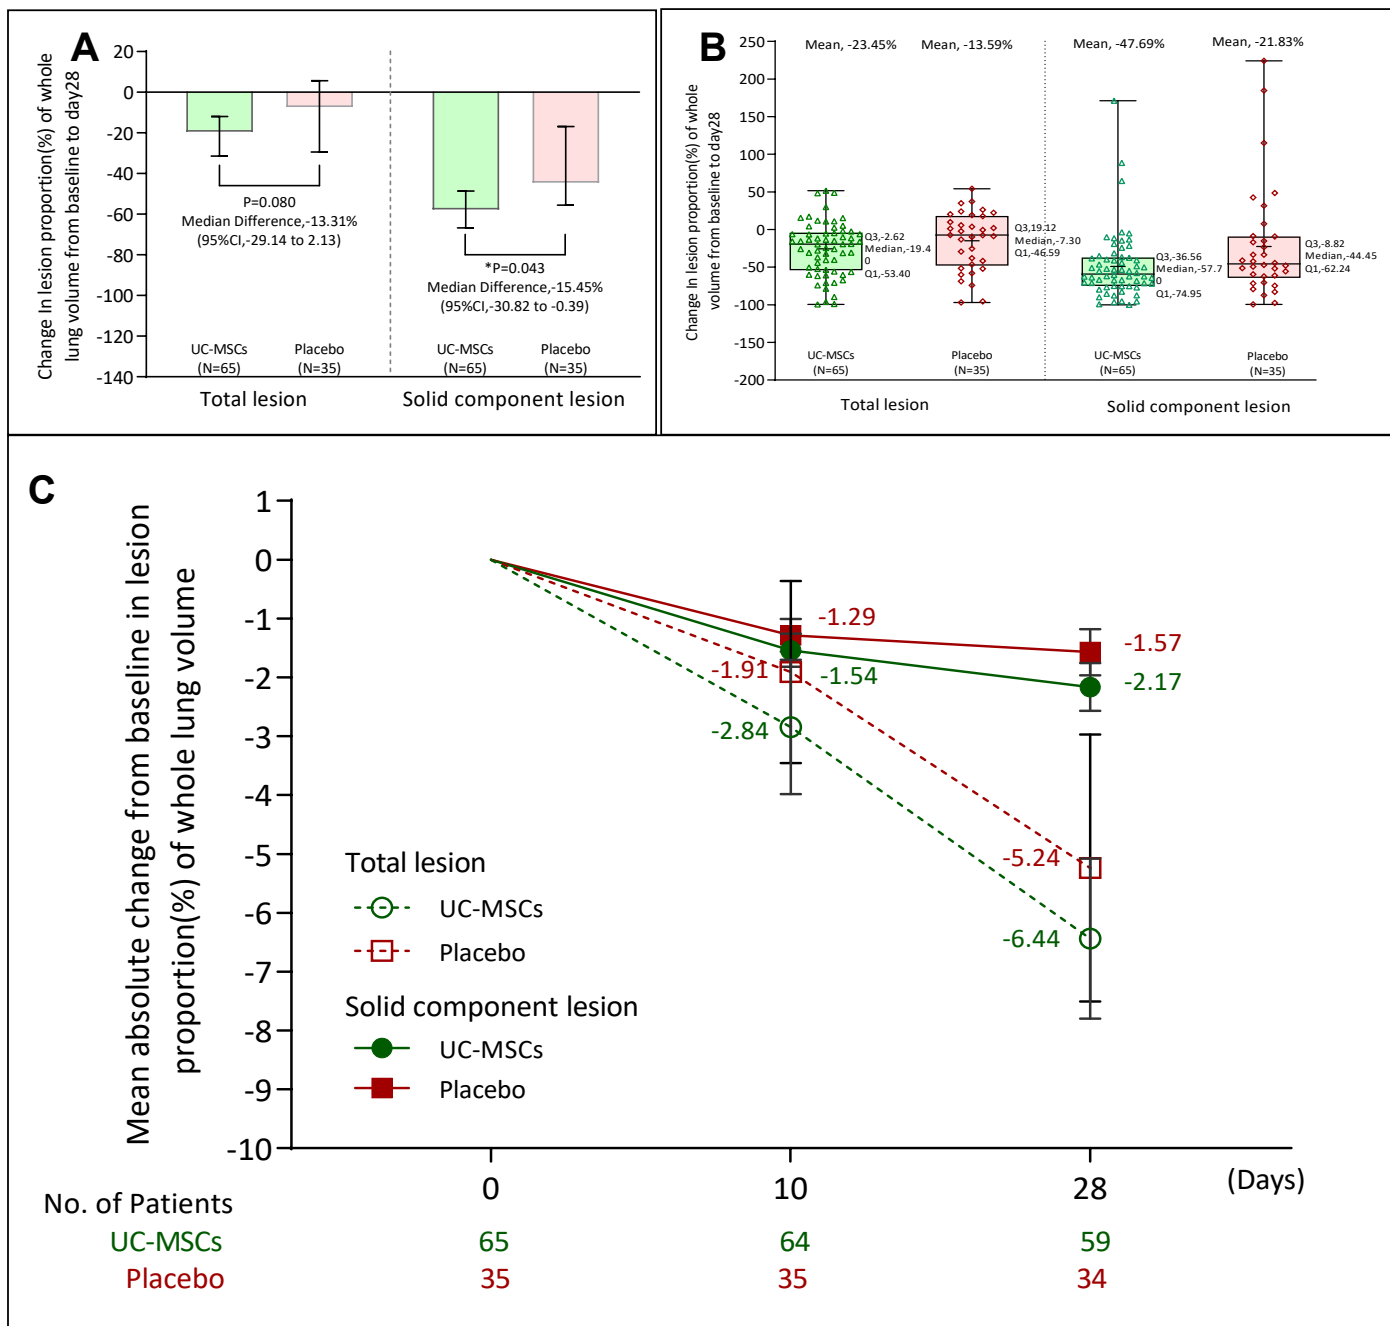 A
Change In lesion proportion(%) of whole
lung volume from baseline to day28
20
0
-20
-40
-60
-80
-100
-120
-140
P=0.080
Median Difference,-13.31%
(95%CI,-29.14 to 2.13)
*P=0.043
Median Difference,-15.45%
(95%CI,-30.82 to -0.39)
UC-MSCs
(N=65)
Placebo
(N=35)
UC-MSCs
(N=65)
Placebo
(N=35)
Total lesion
Solid component lesion
B
Change In lesion proportion(%) of whole
volume from baseline to day28
250
200
150
100
50
0
-50
-100
-150
-200
Mean, -23.45%
Mean, -13.59%
Mean, -47.69%
Mean, -21.83%
Q3,-2.62
Median,-19.4
0
Q1,-53.40
Q3,19.12
Median,-7.30
Q1,-46.59
Q3,-36.56
Median,-57.7
0
Q1,-74.95
Q3,-8.82
Median,-44.45
Q1,-62.24
UC-MSCs
(N=65)
Placebo
(N=35)
UC-MSCs
(N=65)
Placebo
(N=35)
Total lesion
Solid component lesion
C
Mean absolute change from baseline in lesion
proportion(%) of whole lung volume
1
0
-1
-2
-3
-4
-5
-6
-7
-8
-9
-10
-1.29
-1.57
-1.91
-1.54
-2.17
-2.84
-5.24
-6.44
Total lesion
UC-MSCs
Placebo
Solid component lesion
UC-MSCs
Placebo
0
10
28
(Days)
No. of Patients
UC-MSCs 65 64 59
Placebo 35 35 34